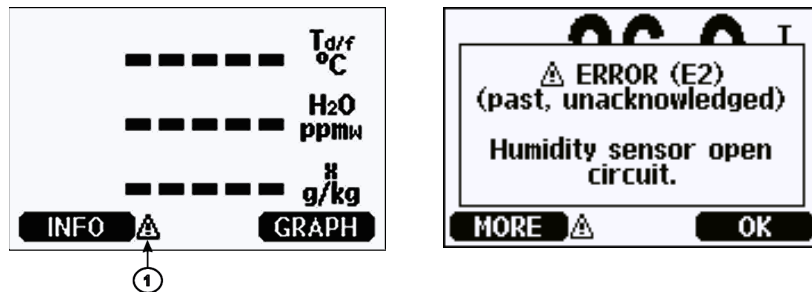 Td/f
°C
H2O
ppmw
x
g/kg
INFO
GRAPH
1
ERROR (E2)
(past, unacknowledged)
Humidity sensor open
circuit.
MORE
OK